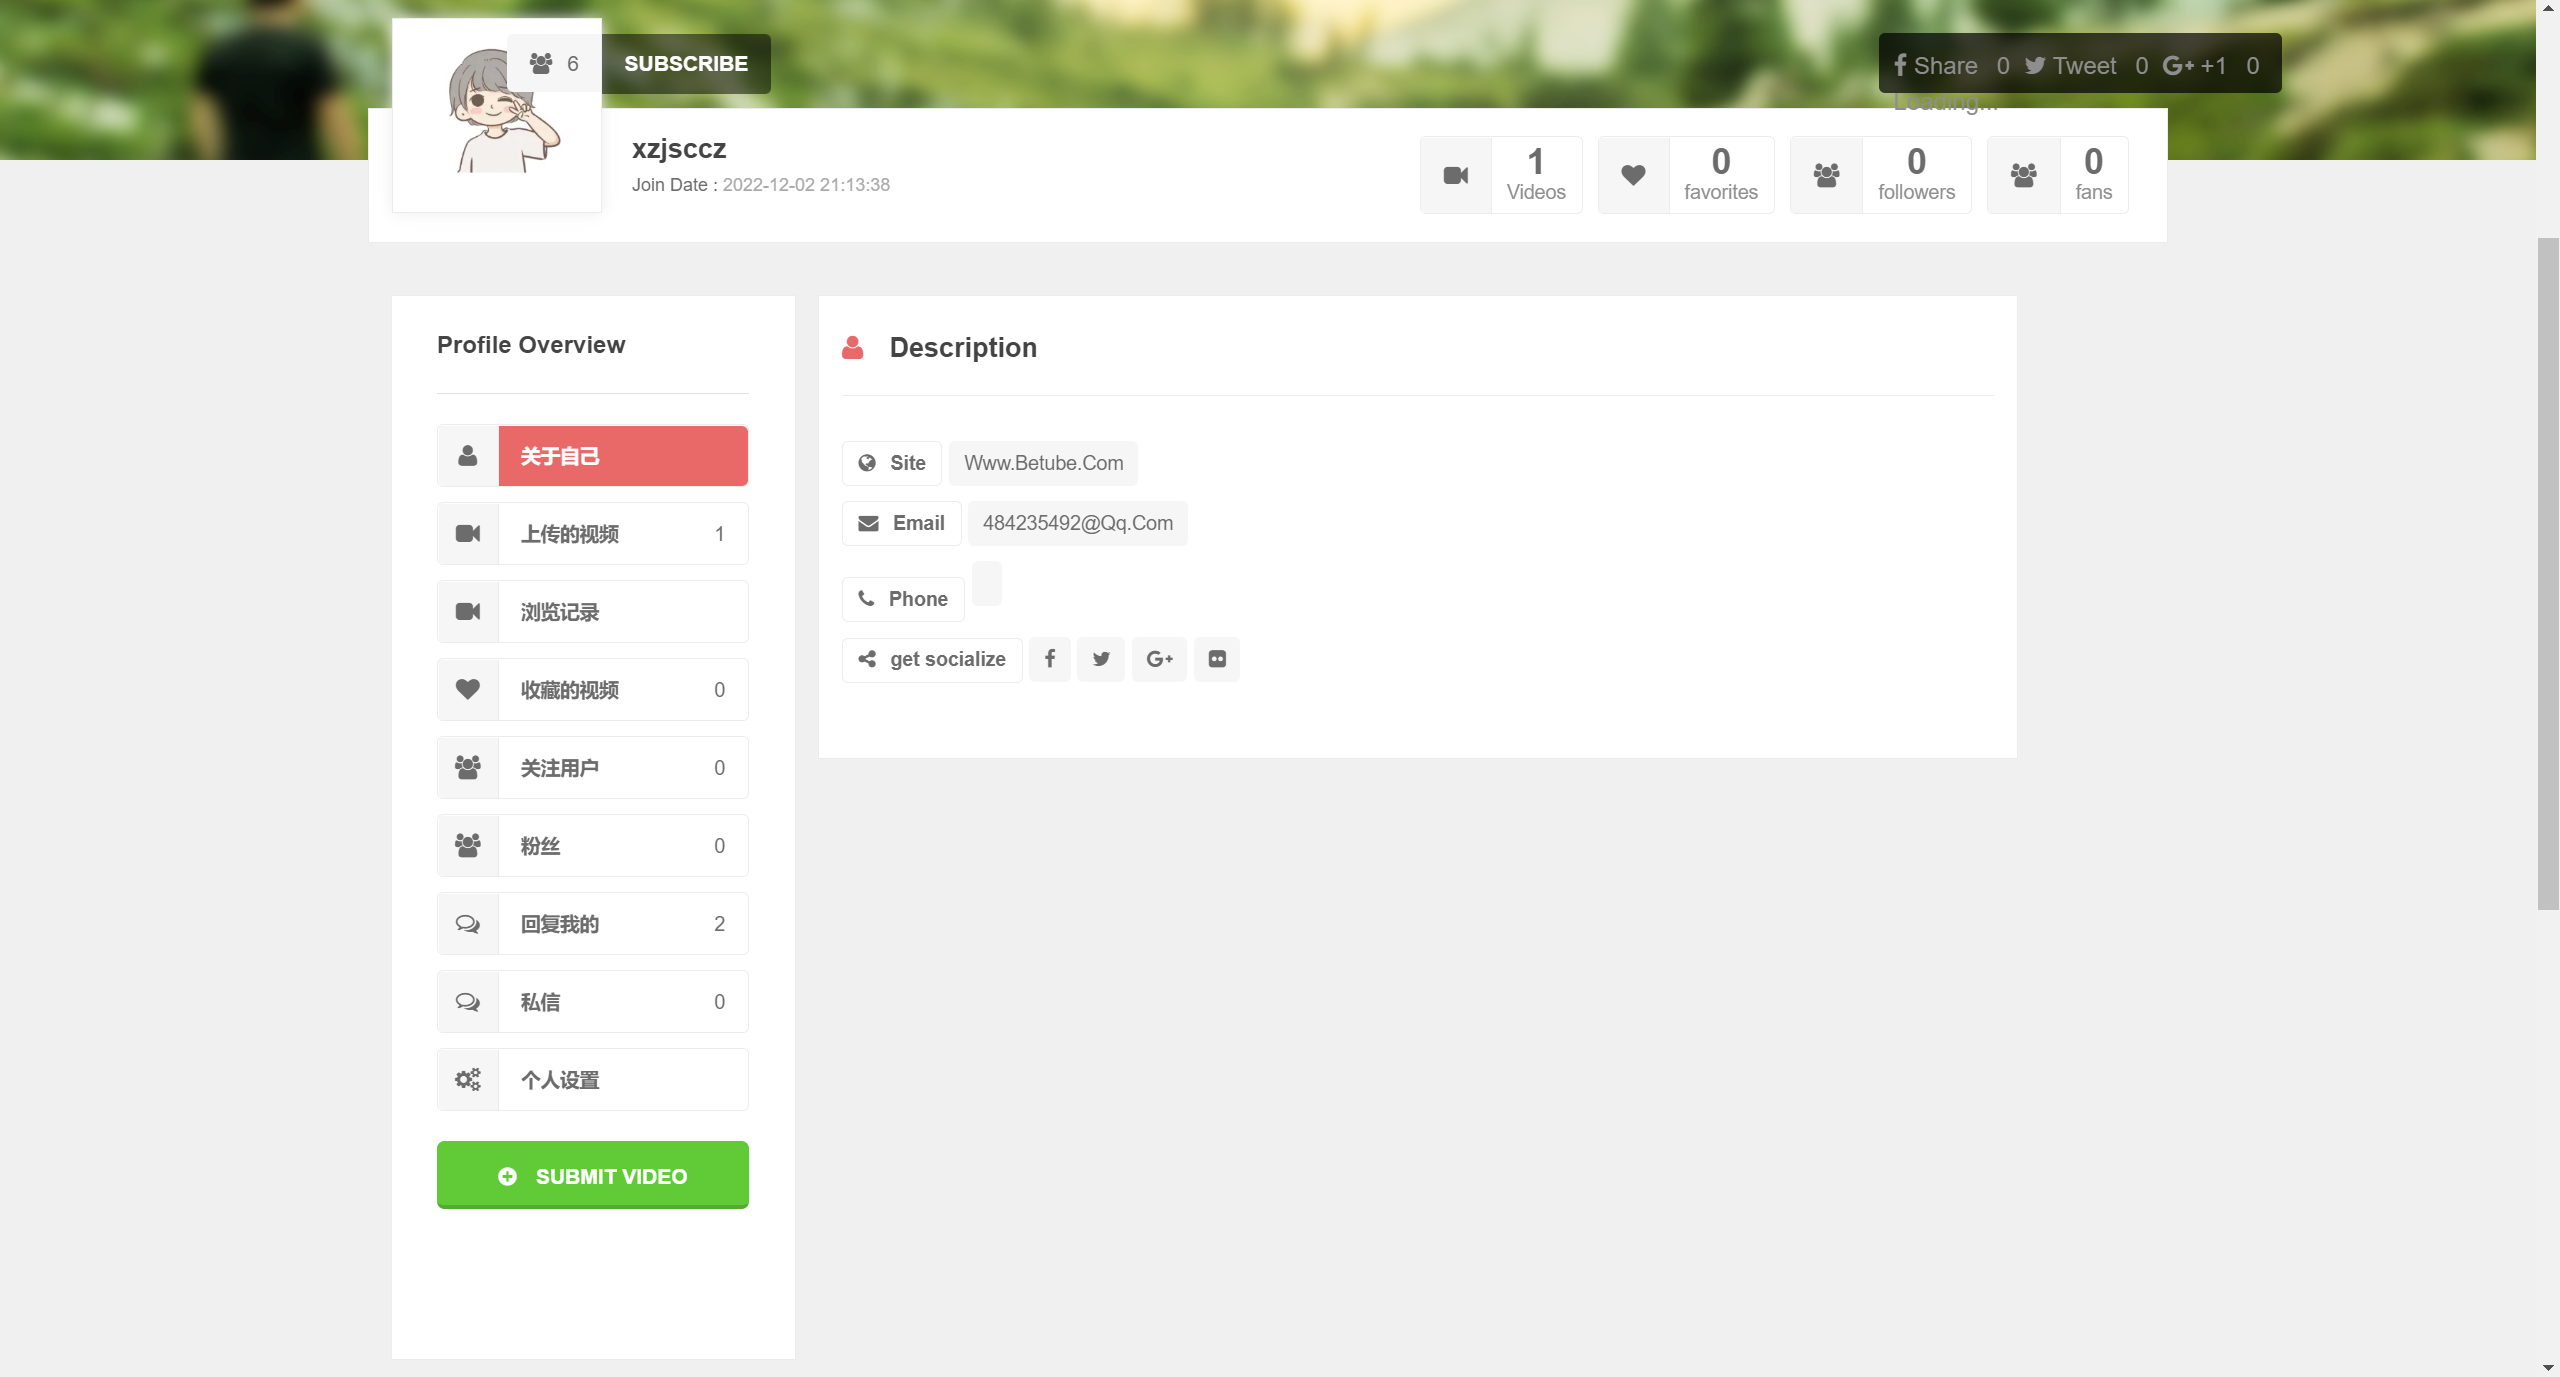 6 SUBSCRIBE
Share 0 Tweet 0 +1 0
Loading...
xzjsccz
Join Date : 2022-12-02 21:13:38
1
Videos
0
favorites
0
followers
0
fans
Profile Overview
关于自己
上传的视频 1
浏览记录
收藏的视频 0
关注用户 0
粉丝 0
回复我的 2
私信 0
个人设置
SUBMIT VIDEO
Description
Site Www.Betube.Com
Email 484235492@Qq.Com
Phone
get socialize